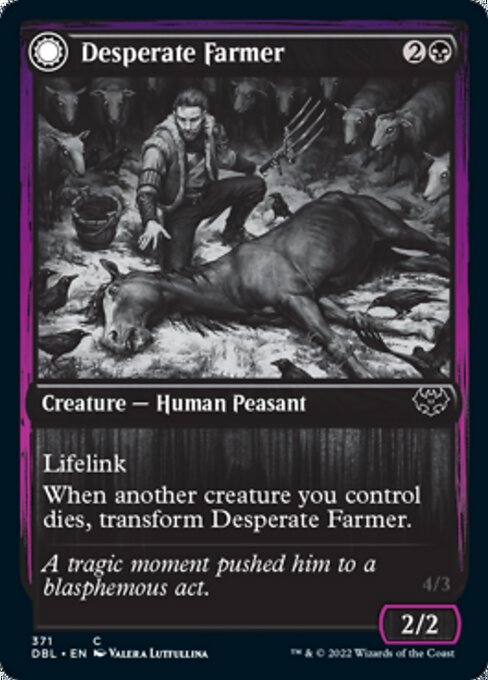 Desperate Farmer 2
Creature — Human Peasant
Lifelink
When another creature you control
dies, transform Desperate Farmer.
A tragic moment pushed him to a
blasphemous act.
4/3
2/2
371 C
DBL • EN Valera Lutfullina
™ & © 2022 Wizards of the Coast